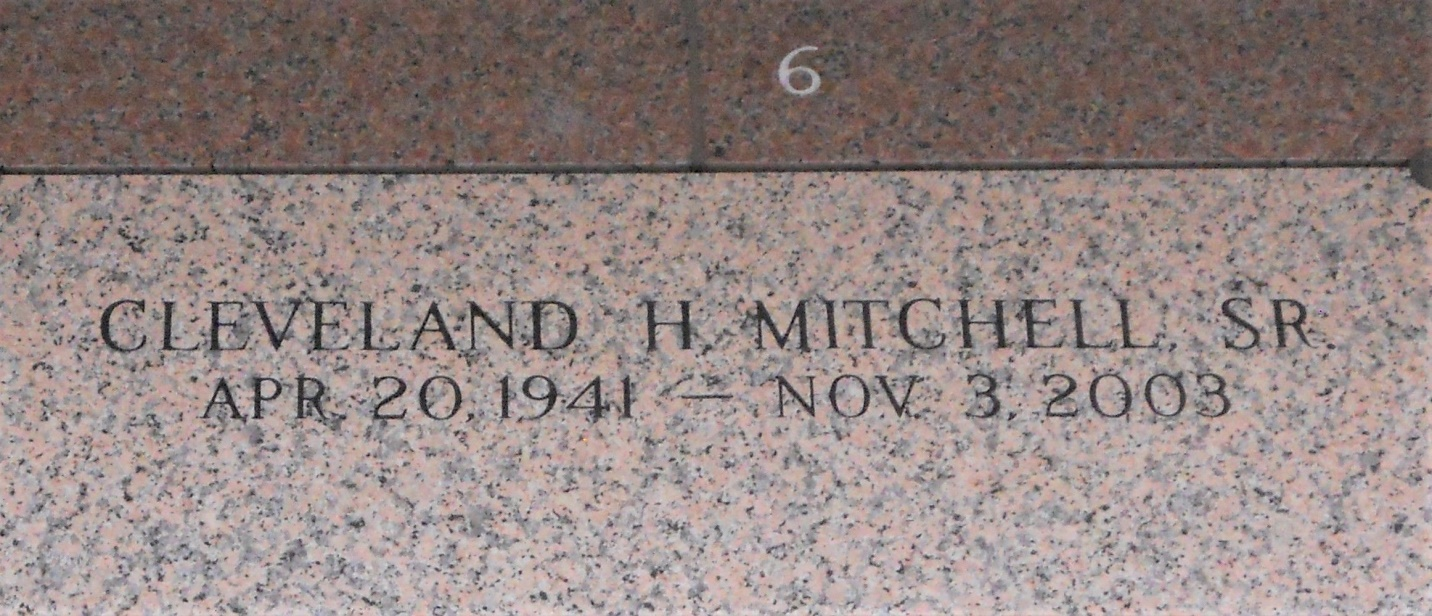 6
CLEVELAND H. MITCHELL, SR.
APR. 20, 1941 — NOV. 3, 2003